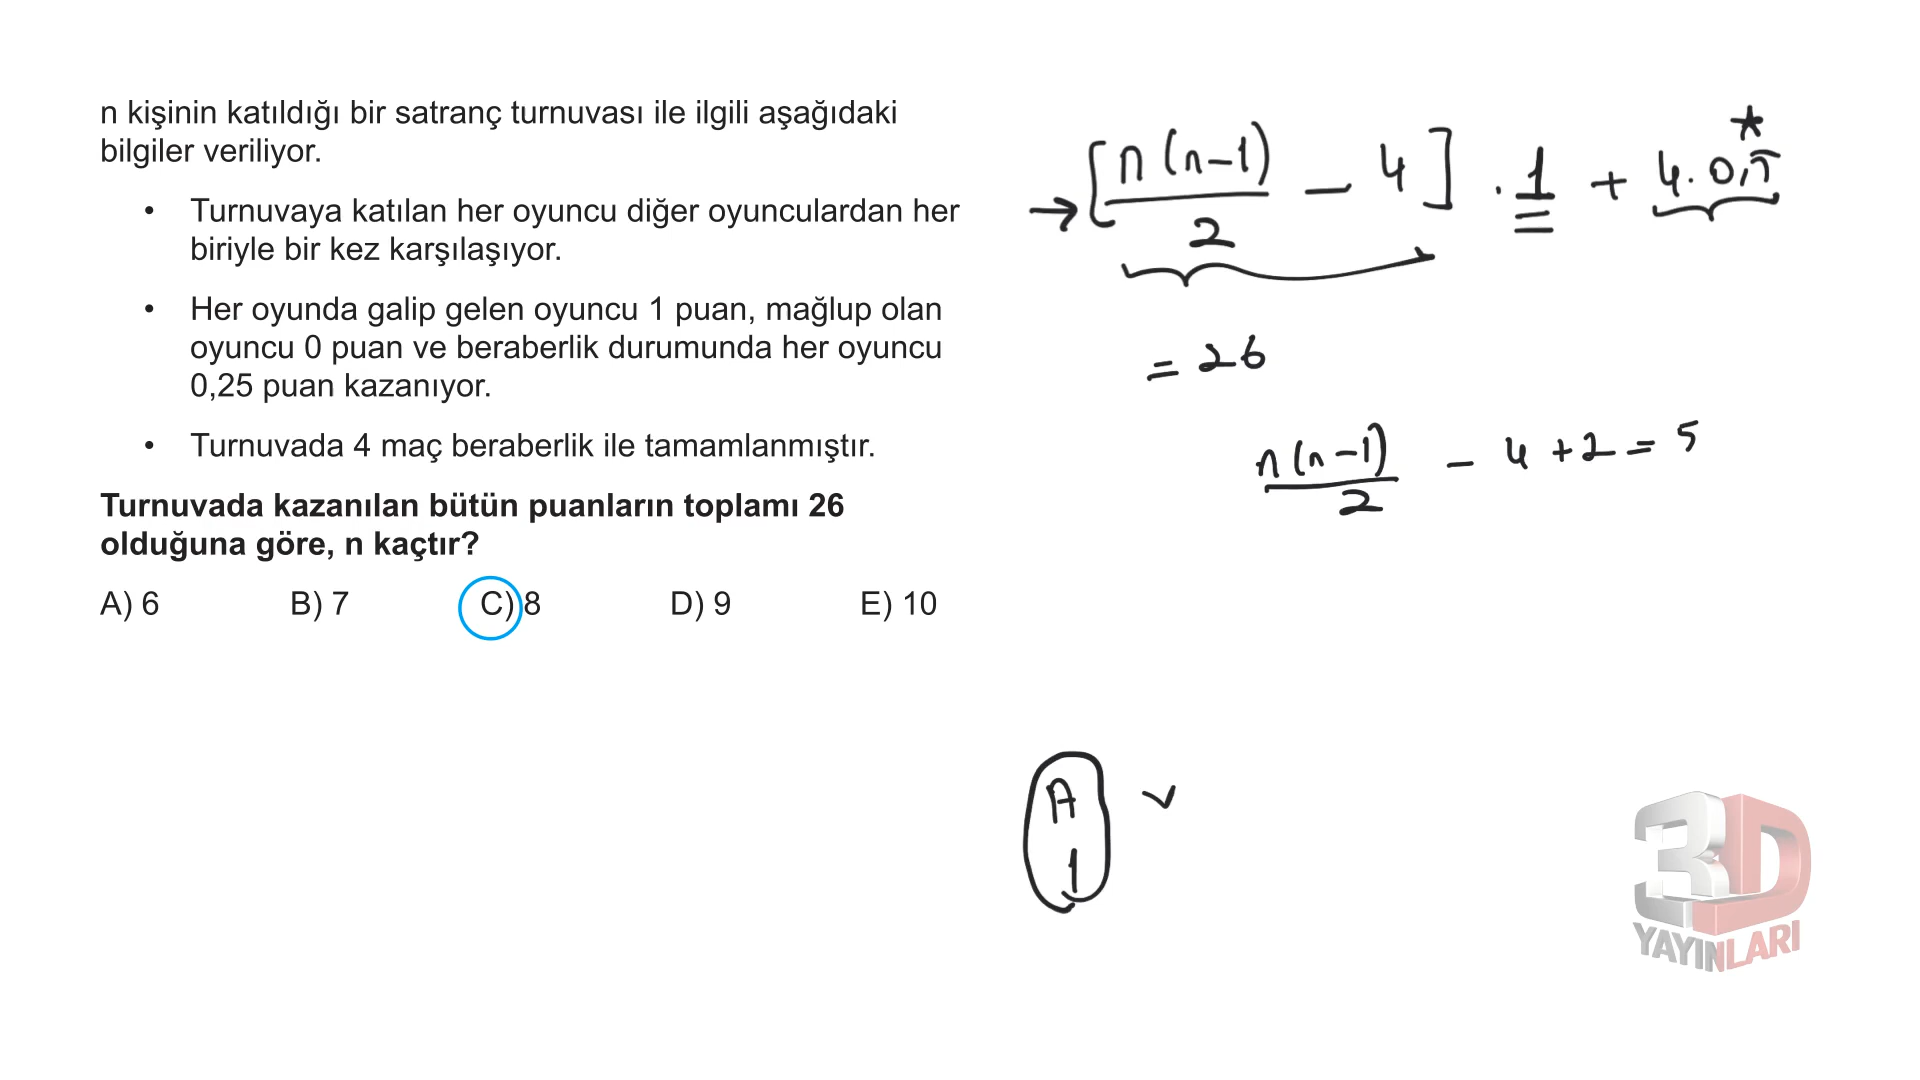 n kişinin katıldığı bir satranç turnuvası ile ilgili aşağıdaki
bilgiler veriliyor.
• Turnuvaya katılan her oyuncu diğer oyunculardan her
biriyle bir kez karşılaşıyor.
• Her oyunda galip gelen oyuncu 1 puan, mağlup olan
oyuncu 0 puan ve beraberlik durumunda her oyuncu
0,25 puan kazanıyor.
• Turnuvada 4 maç beraberlik ile tamamlanmıştır.
Turnuvada kazanılan bütün puanların toplamı 26
olduğuna göre, n kaçtır?
A) 6 B) 7 C) 8 D) 9 E) 10
→ [n(n-1)/2 - 4] . 1 + 4.0,5
= 26
n(n-1)/2 - 4 + 2 = 5
A
1
3D
YAYINLARI